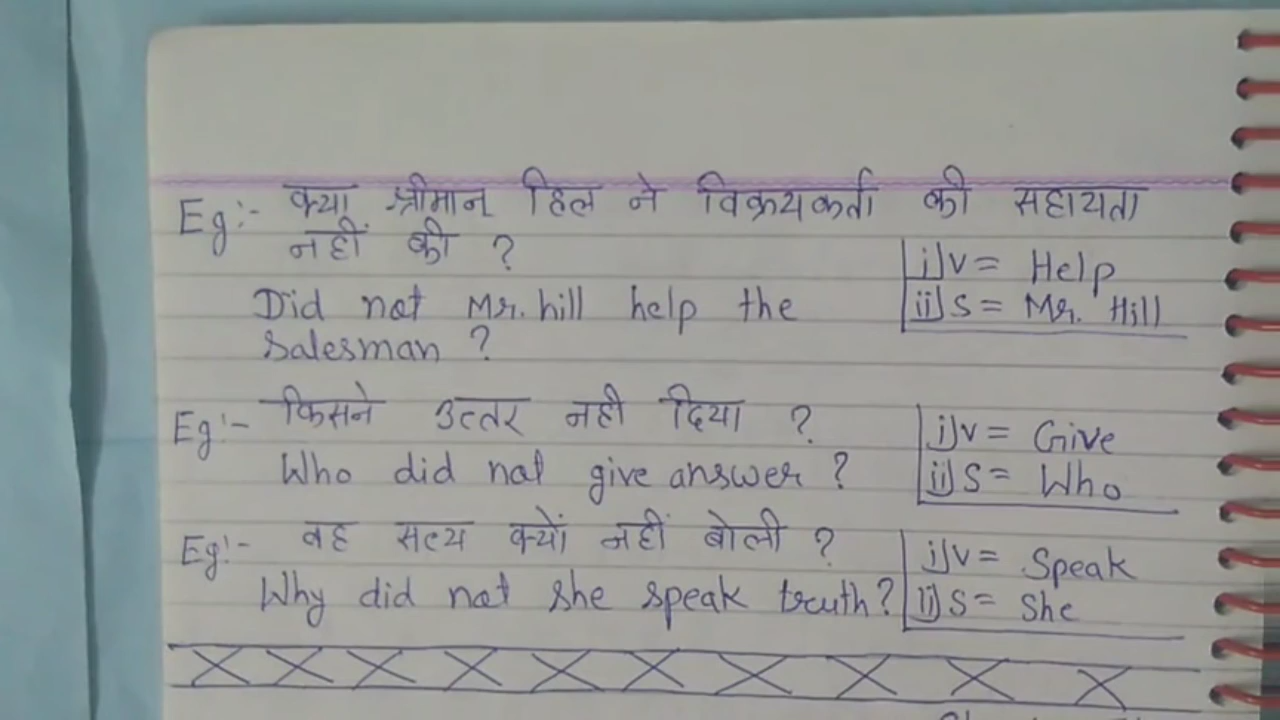 Eg:- क्या श्रीमान हिल ने विक्रयकर्ता की सहायता
नहीं की ?
i) V = Help
Did not Mr. hill help the
ii) S = Mr. Hill
Salesman ?
Eg:- किसने उत्तर नही दिया ?
i) V = Give
Who did not give answer ?
ii) S = Who
Eg:- वह सत्य क्यों नहीं बोली ?
i) V = Speak
Why did not she speak truth?
ii) S = She